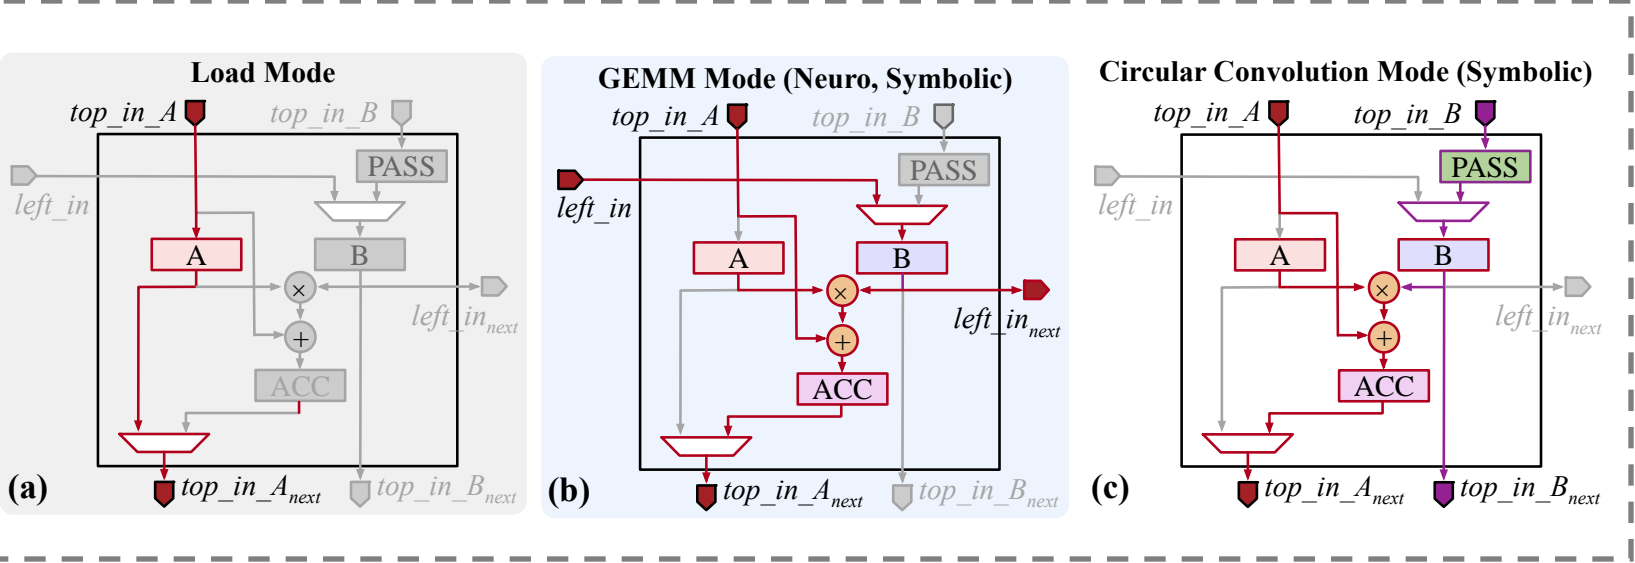 Load Mode
top_in_A
top_in_B
PASS
left_in
A
B
×
left_in_next
+
ACC
(a)
top_in_A_next
top_in_B_next
GEMM Mode (Neuro, Symbolic)
top_in_A
top_in_B
PASS
left_in
A
B
×
left_in_next
+
ACC
(b)
top_in_A_next
top_in_B_next
Circular Convolution Mode (Symbolic)
top_in_A
top_in_B
PASS
left_in
A
B
×
left_in_next
+
ACC
(c)
top_in_A_next
top_in_B_next